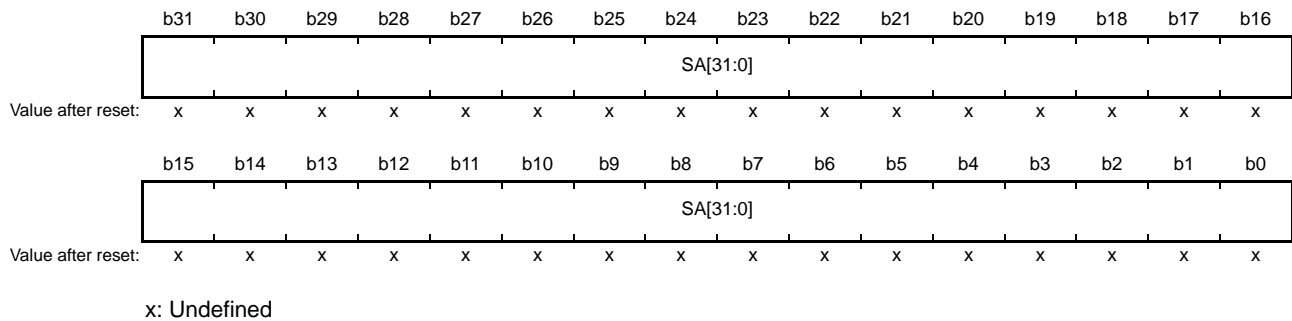 b31 b30 b29 b28 b27 b26 b25 b24 b23 b22 b21 b20 b19 b18 b17 b16
SA[31:0]
Value after reset: x x x x x x x x x x x x x x x x
b15 b14 b13 b12 b11 b10 b9 b8 b7 b6 b5 b4 b3 b2 b1 b0
SA[31:0]
Value after reset: x x x x x x x x x x x x x x x x
x: Undefined